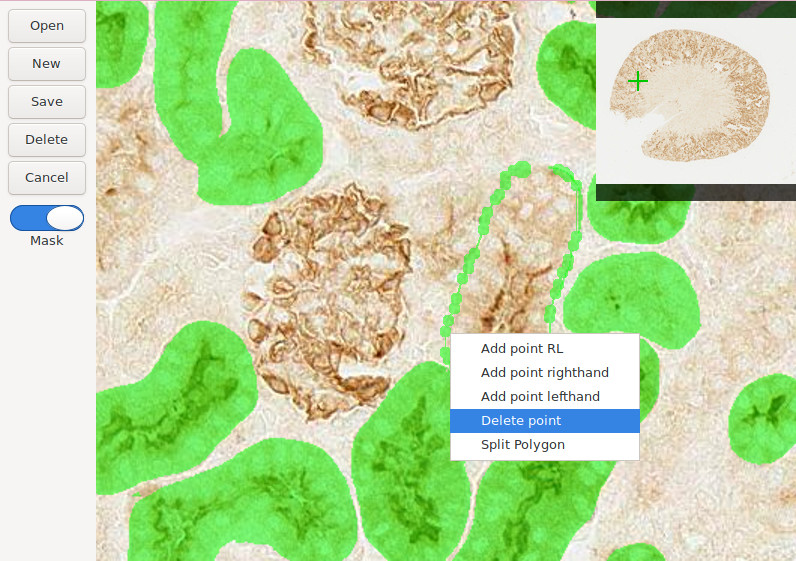 Open
New
Save
Delete
Cancel
Mask
Add point RL
Add point righthand
Add point lefthand
Delete point
Split Polygon